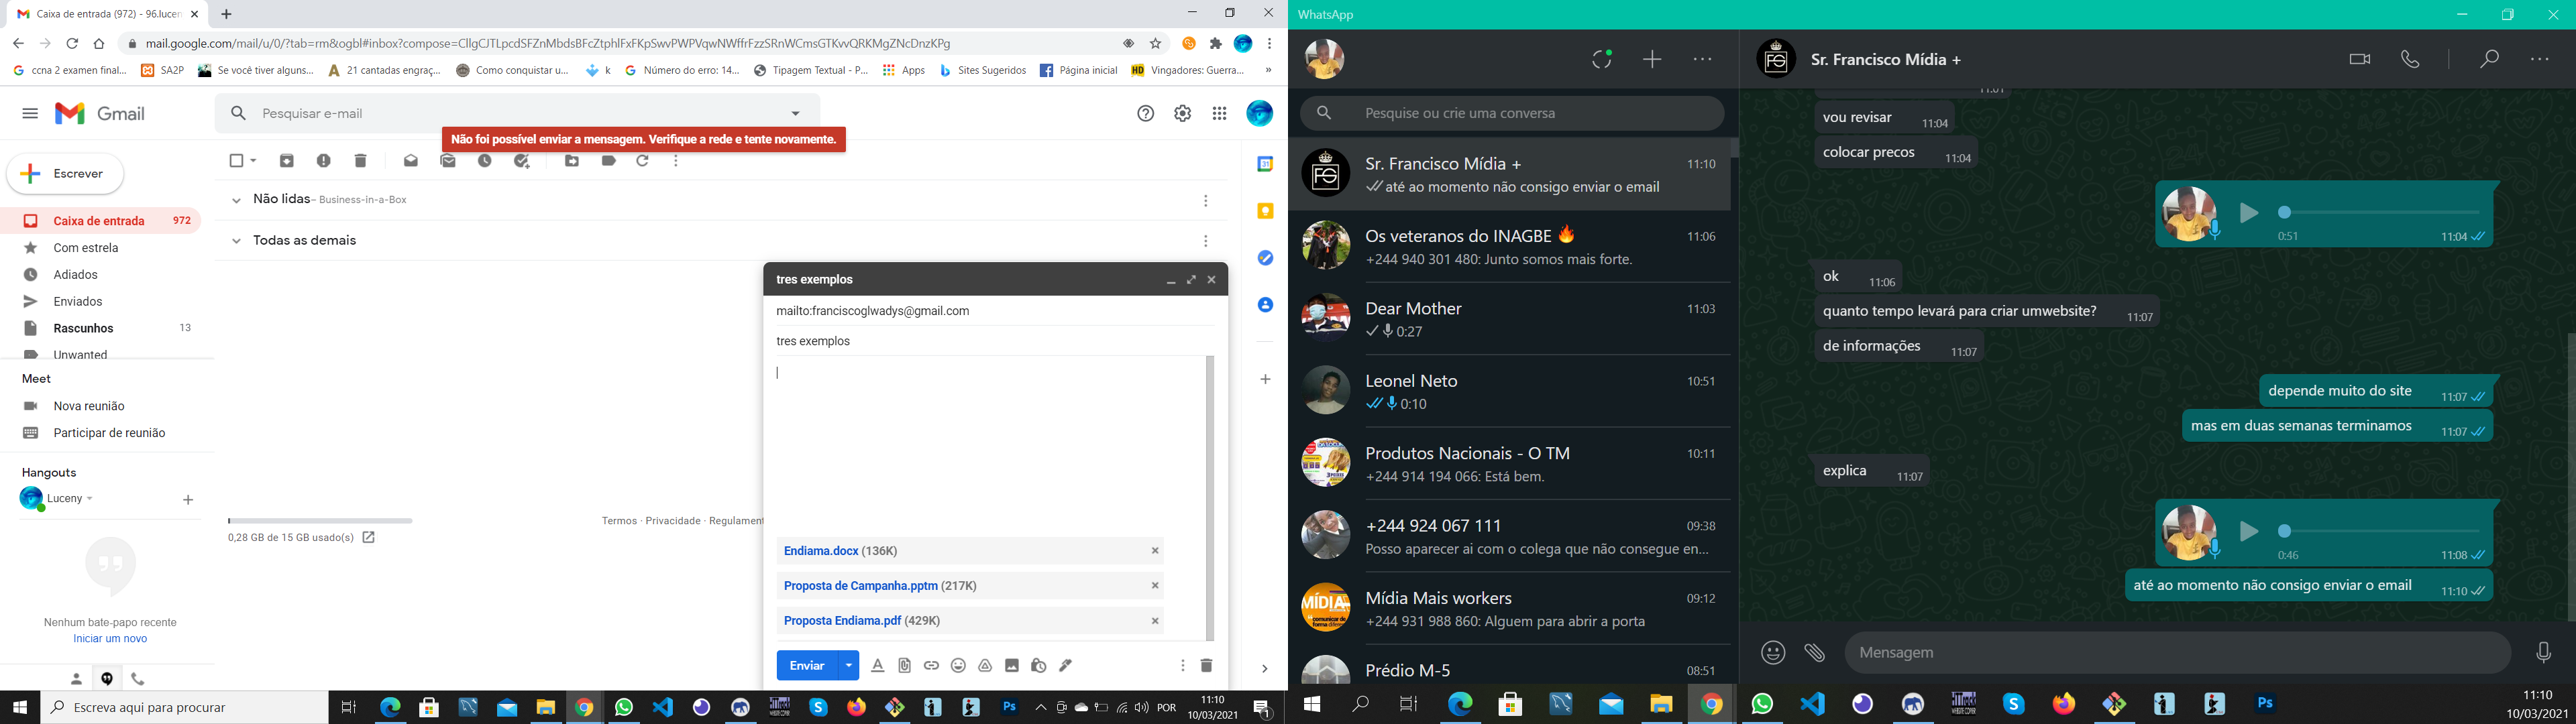 Caixa de entrada (972) - 96.lucen
mail.google.com/mail/u/0/?tab=rm&ogbl#inbox?compose=CllgCJTLpcdSFZnMbdsBFcZtphlFxFKpSwvPWPVqwNWffrFzzSRnWCmsGTKvvQRKMgZNcDnzKPg
ccna 2 examen final...
SA2P
Se você tiver alguns...
21 cantadas engraç...
Como conquistar u...
k
Número do erro: 14...
Tipagem Textual - P...
Apps
Sites Sugeridos
Página inicial
HD Vingadores: Guerra...
»
Gmail
Pesquisar e-mail
Não foi possível enviar a mensagem. Verifique a rede e tente novamente.
Escrever
Caixa de entrada 972
Com estrela
Adiados
Enviados
Rascunhos 13
Unwanted
Meet
Nova reunião
Participar de reunião
Hangouts
Luceny
Nenhum bate-papo recente
Iniciar um novo
Não lidas – Business-in-a-Box
Todas as demais
0,28 GB de 15 GB usado(s)
Termos · Privacidade · Regulament
31
tres exemplos
mailto:franciscoglwadys@gmail.com
tres exemplos
Endiama.docx (136K)
Proposta de Campanha.pptm (217K)
Proposta Endiama.pdf (429K)
Enviar
Escreva aqui para procurar
Ps
POR
11:10
10/03/2021
1
WhatsApp
Pesquise ou crie uma conversa
Sr. Francisco Mídia + 11:10
até ao momento não consigo enviar o email
Os veteranos do INAGBE 🔥 11:06
+244 940 301 480: Junto somos mais forte.
Dear Mother 11:03
0:27
Leonel Neto 10:51
0:10
Produtos Nacionais - O TM 10:11
+244 914 194 066: Está bem.
+244 924 067 111 09:38
Posso aparecer ai com o colega que não consegue en...
MÍDIA
Mídia Mais workers 09:12
+244 931 988 860: Alguem para abrir a porta
Prédio M-5 08:51
FG
Sr. Francisco Mídia +
11:01
vou revisar 11:04
colocar precos 11:04
0:51 11:04
ok 11:06
quanto tempo levará para criar umwebsite? 11:07
de informações 11:07
depende muito do site 11:07
mas em duas semanas terminamos 11:07
explica 11:07
0:46 11:08
até ao momento não consigo enviar o email 11:10
Mensagem
Ps
11:10
10/03/2021